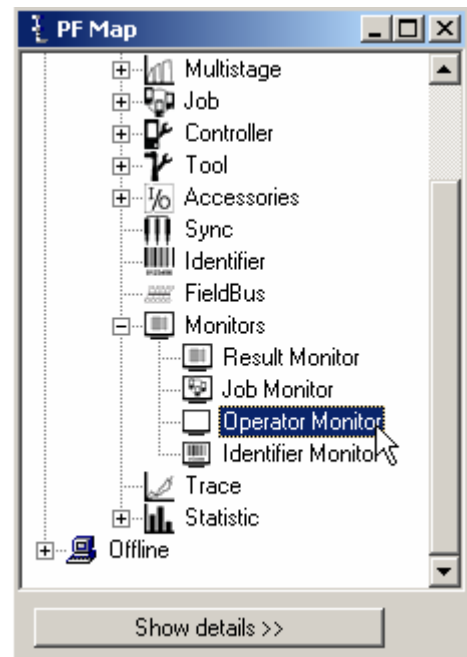 PF Map
Multistage
Job
Controller
Tool
I/o Accessories
Sync
Identifier
FieldBus
Monitors
Result Monitor
Job Monitor
Operator Monitor
Identifier Monitor
Trace
Statistic
Offline
Show details >>